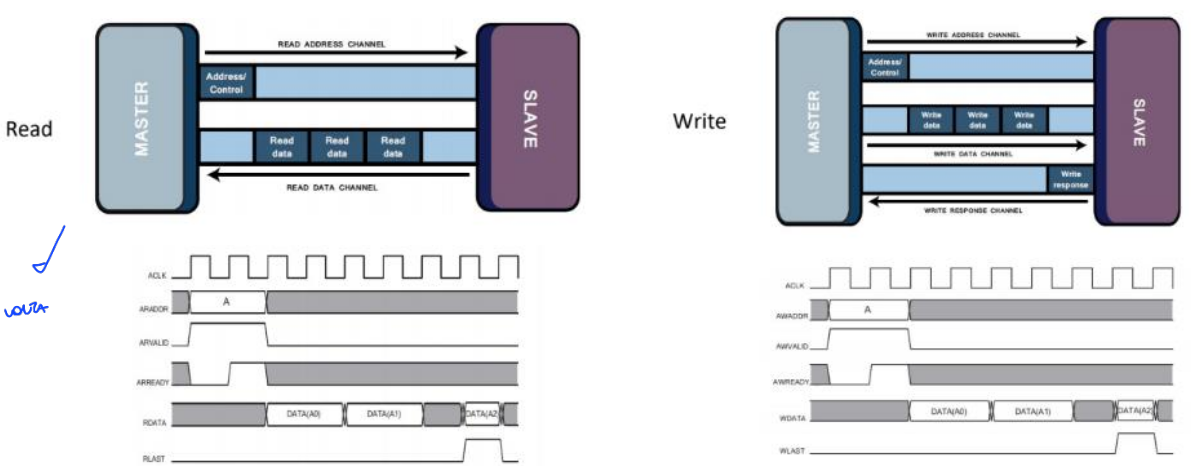 Read
MASTER
READ ADDRESS CHANNEL
Address/
Control
Read
data
Read
data
Read
data
READ DATA CHANNEL
SLAVE
ACLK
ARADDR
A
ARVALID
ARREADY
RDATA
DATA(A0)
DATA(A1)
DATA(A2)
RLAST
Write
MASTER
WRITE ADDRESS CHANNEL
Address/
Control
Write
data
Write
data
Write
data
WRITE DATA CHANNEL
Write
response
WRITE RESPONSE CHANNEL
SLAVE
ACLK
AWADDR
A
AWVALID
AWREADY
WDATA
DATA(A0)
DATA(A1)
DATA(A2)
WLAST